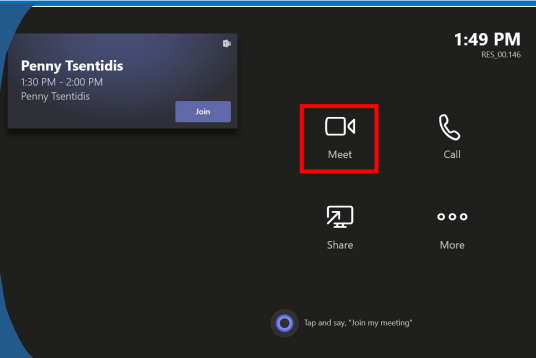 Penny Tsentidis
1:30 PM - 2:00 PM
Penny Tsentidis
Join
1:49 PM
RES_00.146
Meet
Call
Share
More
Tap and say, "Join my meeting"